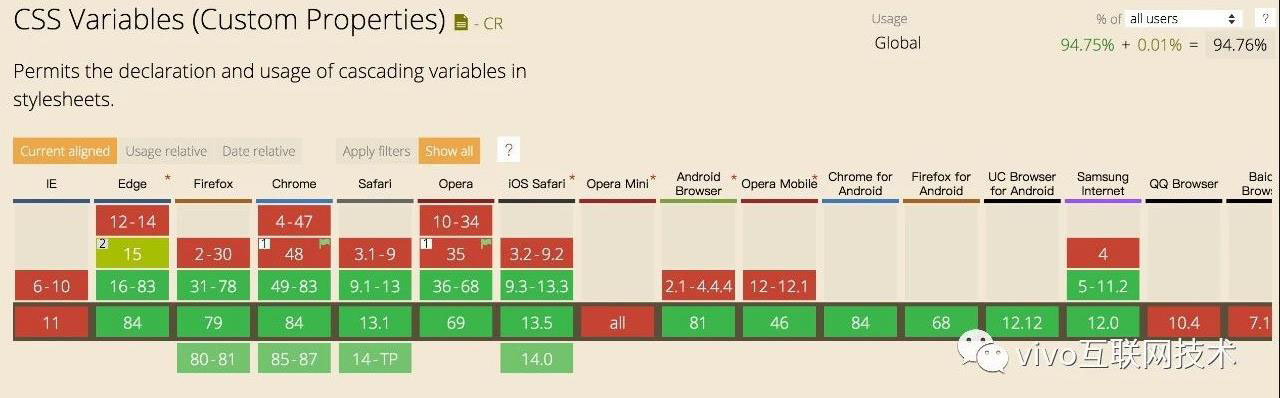 CSS Variables (Custom Properties) - CR
Usage % of all users ?
Global 94.75% + 0.01% = 94.76%
Permits the declaration and usage of cascading variables in
stylesheets.
Current aligned Usage relative Date relative Apply filters Show all ?
IE Edge * Firefox Chrome Safari Opera iOS Safari * Opera Mini * Android Browser * Opera Mobile * Chrome for Android Firefox for Android UC Browser for Android Samsung Internet QQ Browser
12-14 4-47 10-34
2 15 2-30 1 48 3.1-9 1 35 3.2-9.2 4
6-10 16-83 31-78 49-83 9.1-13 36-68 9.3-13.3 2.1-4.4.4 12-12.1 5-11.2
11 84 79 84 13.1 69 13.5 all 81 46 84 68 12.12 12.0 10.4 7.1
80-81 85-87 14-TP 14.0
vivo互联网技术